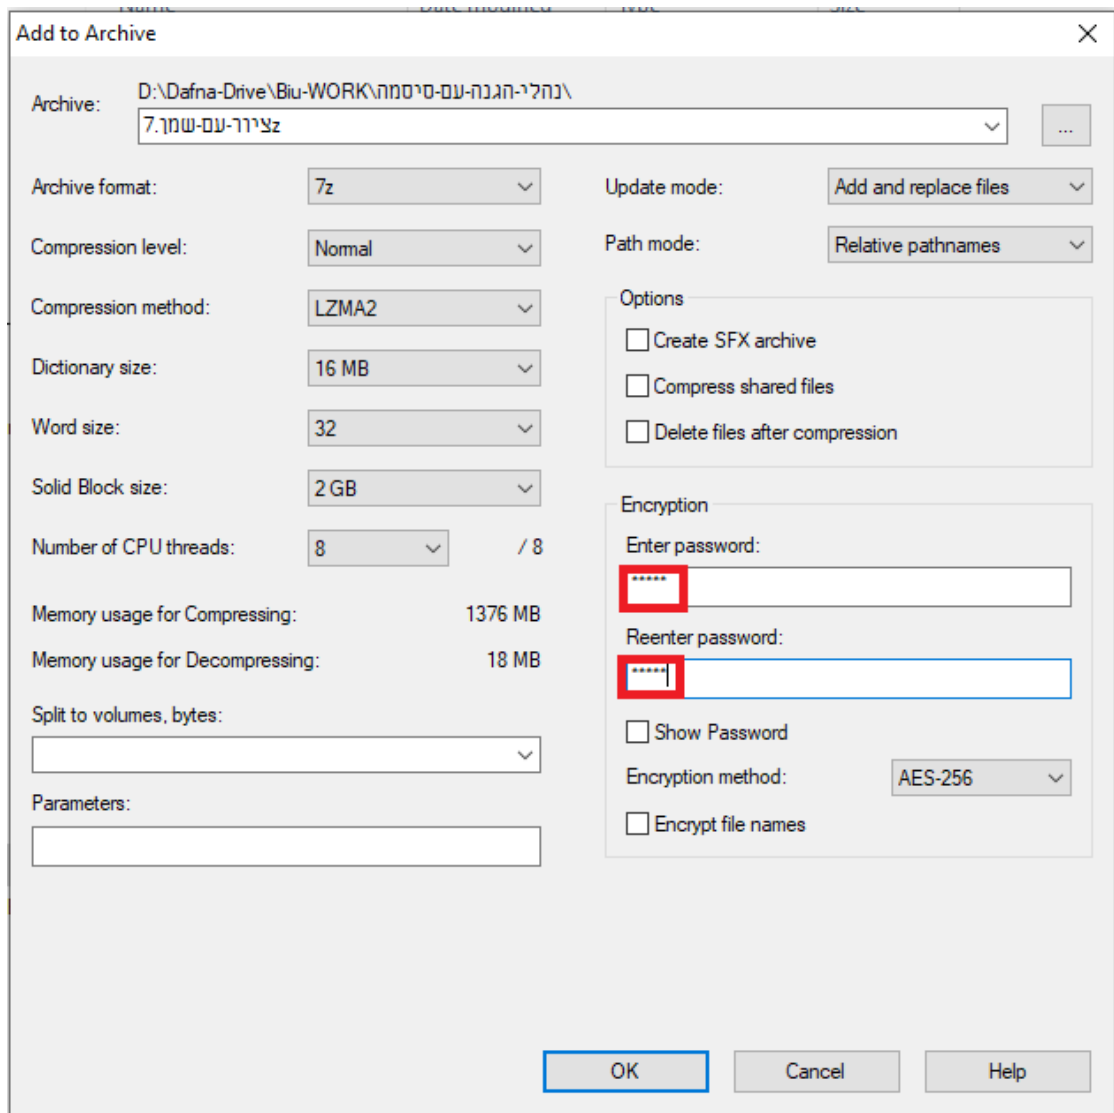 Add to Archive
Archive:
D:\Dafna-Drive\Biu-WORK\נהלי-הגנה-עם-סיסמה\
ציור-עם-שמן.7z
...
Archive format:
7z
Compression level:
Normal
Compression method:
LZMA2
Dictionary size:
16 MB
Word size:
32
Solid Block size:
2 GB
Number of CPU threads:
8
/ 8
Memory usage for Compressing:
1376 MB
Memory usage for Decompressing:
18 MB
Split to volumes, bytes:
Parameters:
Update mode:
Add and replace files
Path mode:
Relative pathnames
Options
Create SFX archive
Compress shared files
Delete files after compression
Encryption
Enter password:
*****
Reenter password:
*****
Show Password
Encryption method:
AES-256
Encrypt file names
OK
Cancel
Help